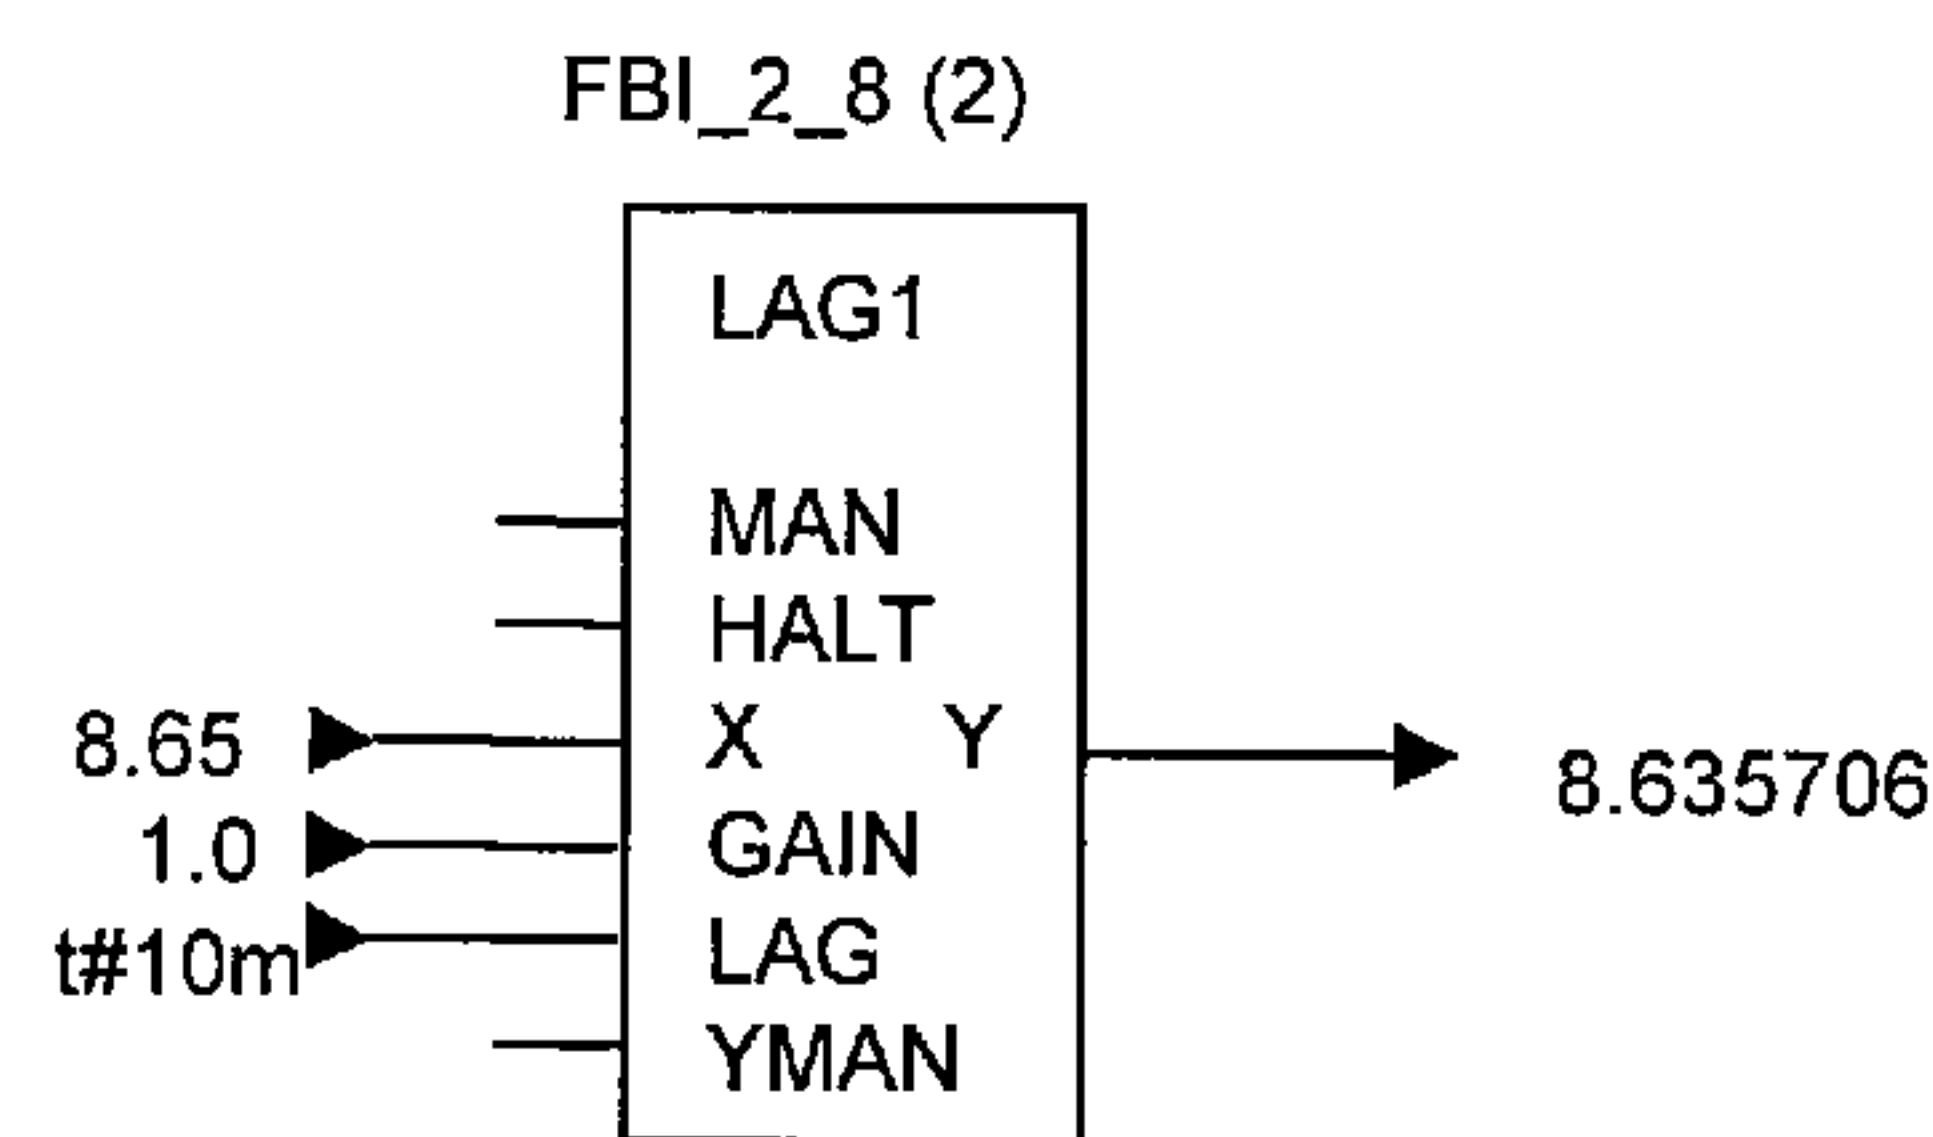 FBI_2_8 (2)
LAG1
MAN
HALT
8.65 X Y 8.635706
1.0 GAIN
t#10m LAG
YMAN